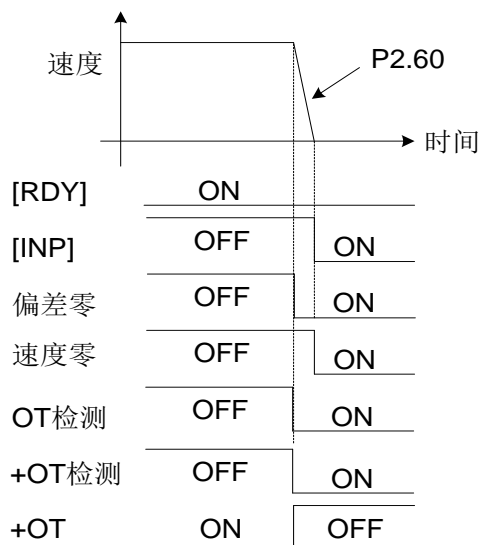 速度
P2.60
时间
[RDY] ON
[INP] OFF ON
偏差零 OFF ON
速度零 OFF ON
OT检测 OFF ON
+OT检测 OFF ON
+OT ON OFF